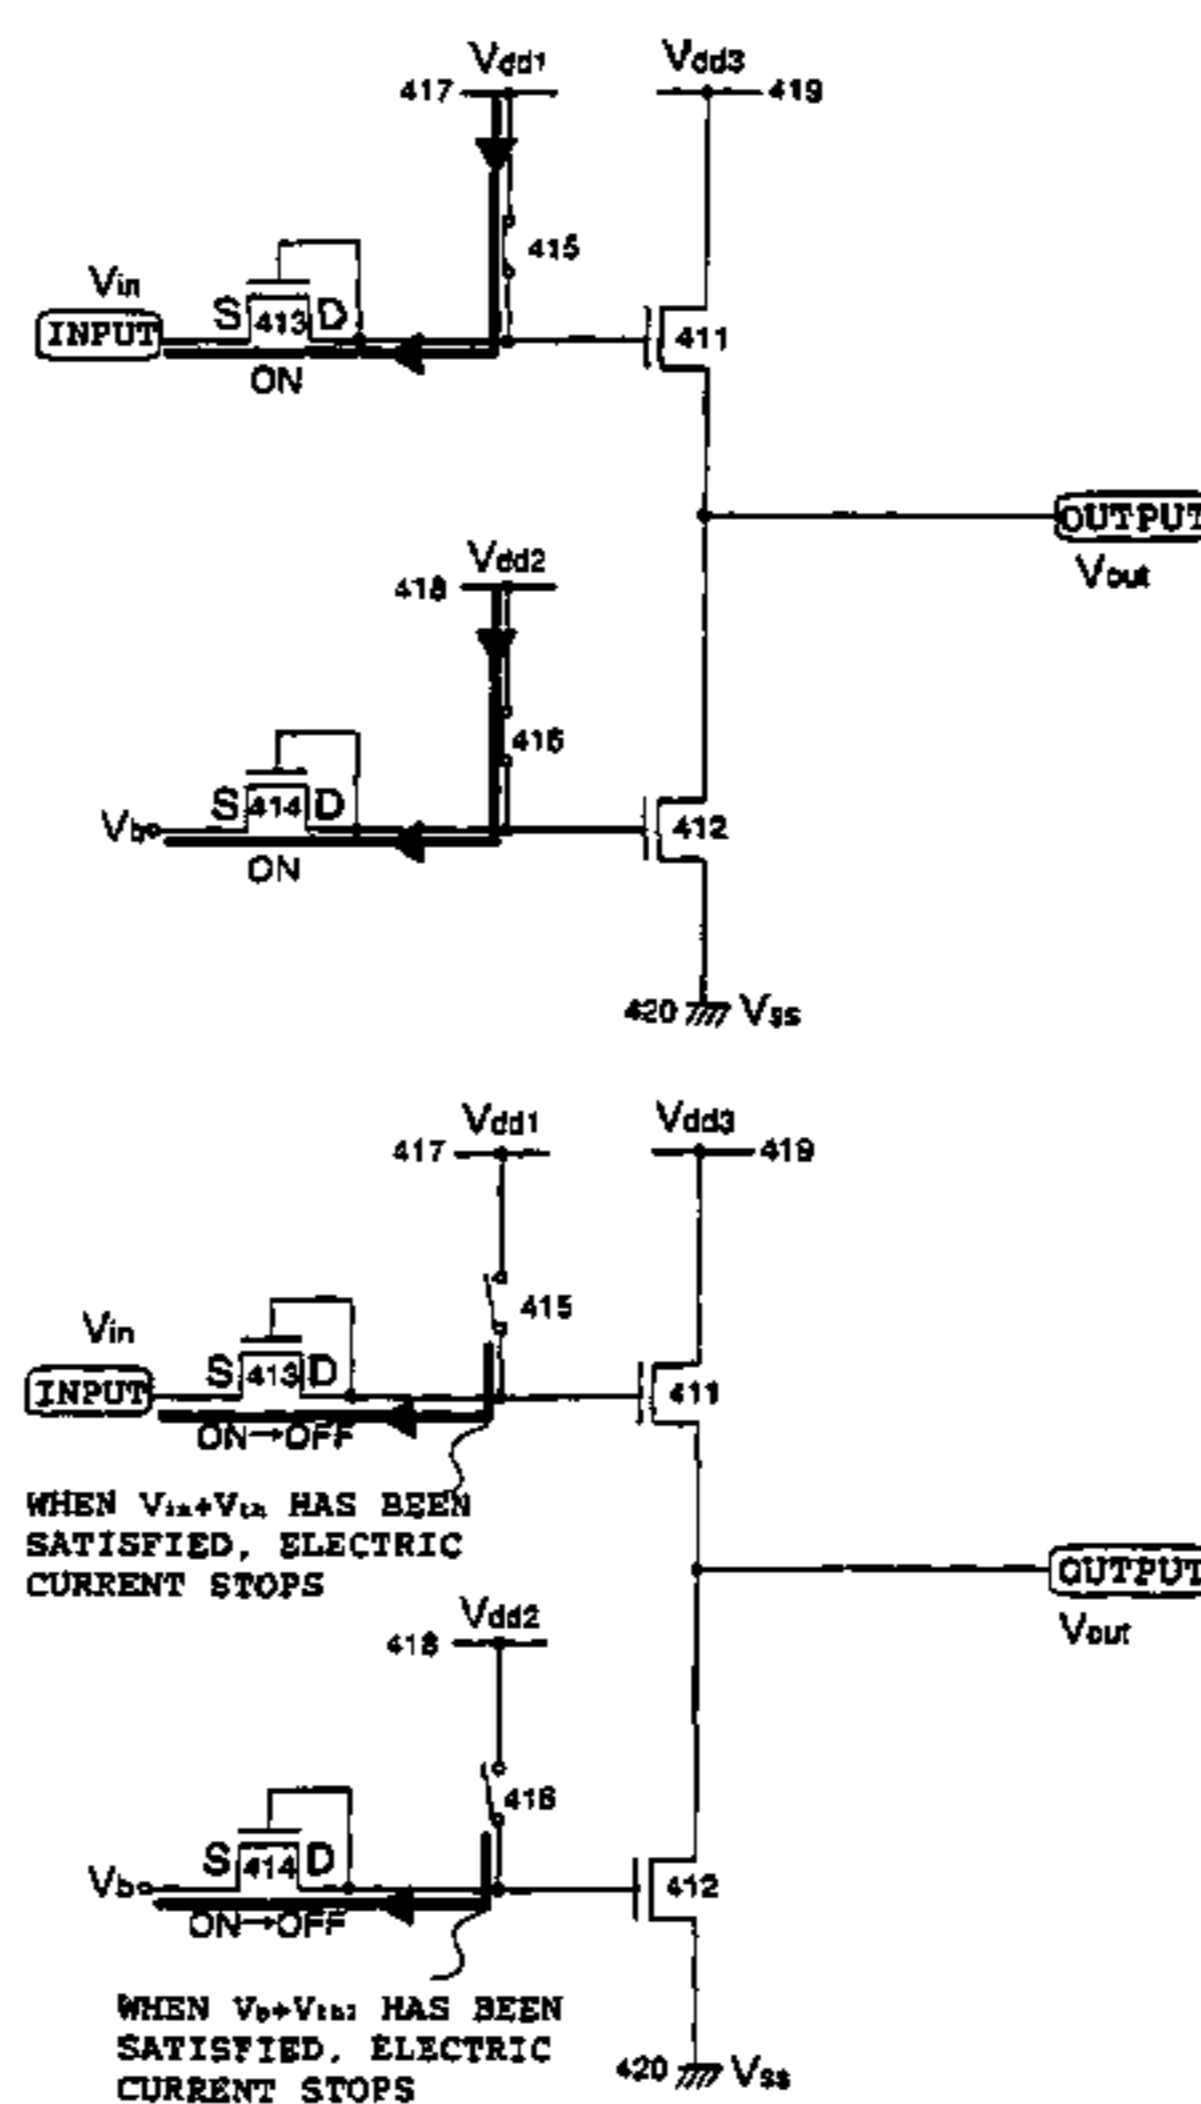 Vdd1 Vdd3
417 419
415
Vin
S 413 D
INPUT
411
ON
OUTPUT
Vout
Vdd2
418
416
S 414 D
Vb
412
ON
420 Vss
Vdd1 Vdd3
417 419
415
Vin
S 413 D
INPUT
411
ON→OFF
WHEN Vin+Vth HAS BEEN
SATISFIED, ELECTRIC
CURRENT STOPS
OUTPUT
Vout
Vdd2
418
416
S 414 D
Vb
412
ON→OFF
WHEN Vb+Vth2 HAS BEEN
SATISFIED, ELECTRIC
CURRENT STOPS
420 Vss